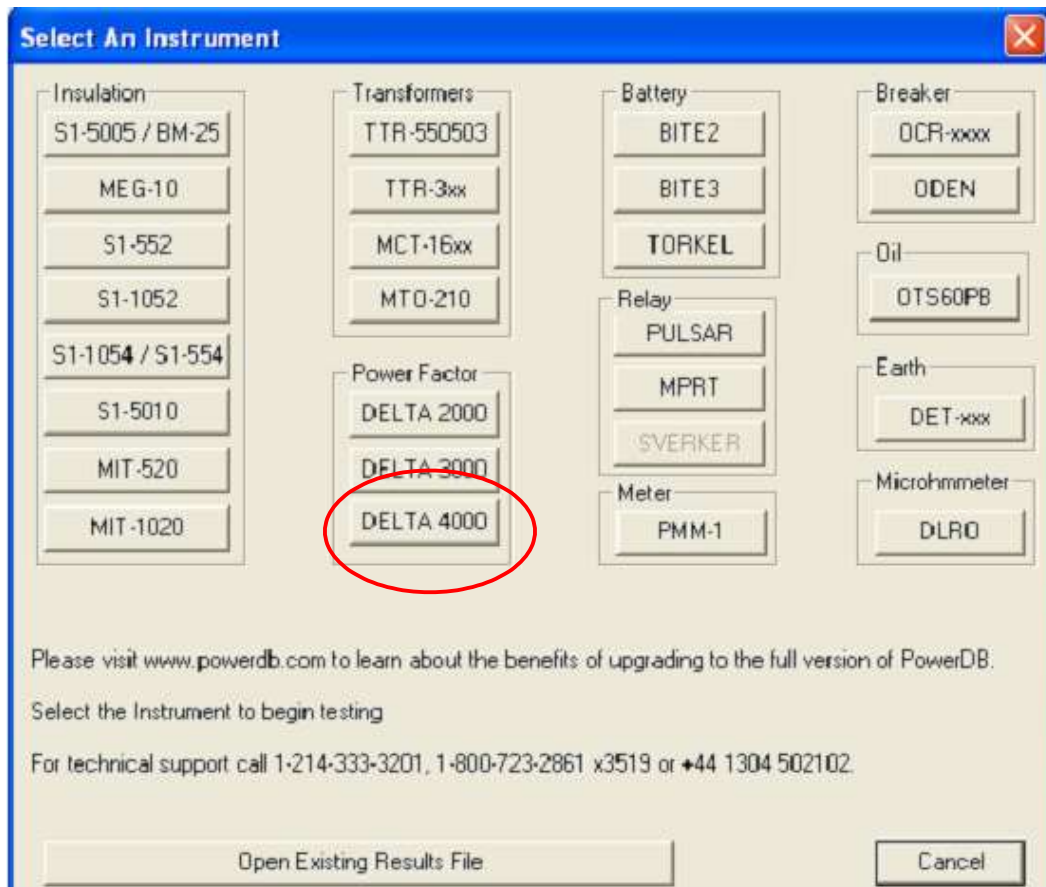 Select An Instrument
Insulation
S1-5005 / BM-25
MEG-10
S1-552
S1-1052
S1-1054 / S1-554
S1-5010
MIT-520
MIT-1020
Transformers
TTR-550503
TTR-3xx
MCT-16xx
MTO-210
Power Factor
DELTA 2000
DELTA 3000
DELTA 4000
Battery
BITE2
BITE3
TORKEL
Relay
PULSAR
MPRT
SVERKER
Meter
PMM-1
Breaker
OCR-xxxx
ODEN
Oil
OTS60PB
Earth
DET-xxx
Microhmmeter
DLRO
Please visit www.powerdb.com to learn about the benefits of upgrading to the full version of PowerDB.
Select the Instrument to begin testing
For technical support call 1-214-333-3201, 1-800-723-2861 x3519 or +44 1304 502102.
Open Existing Results File
Cancel